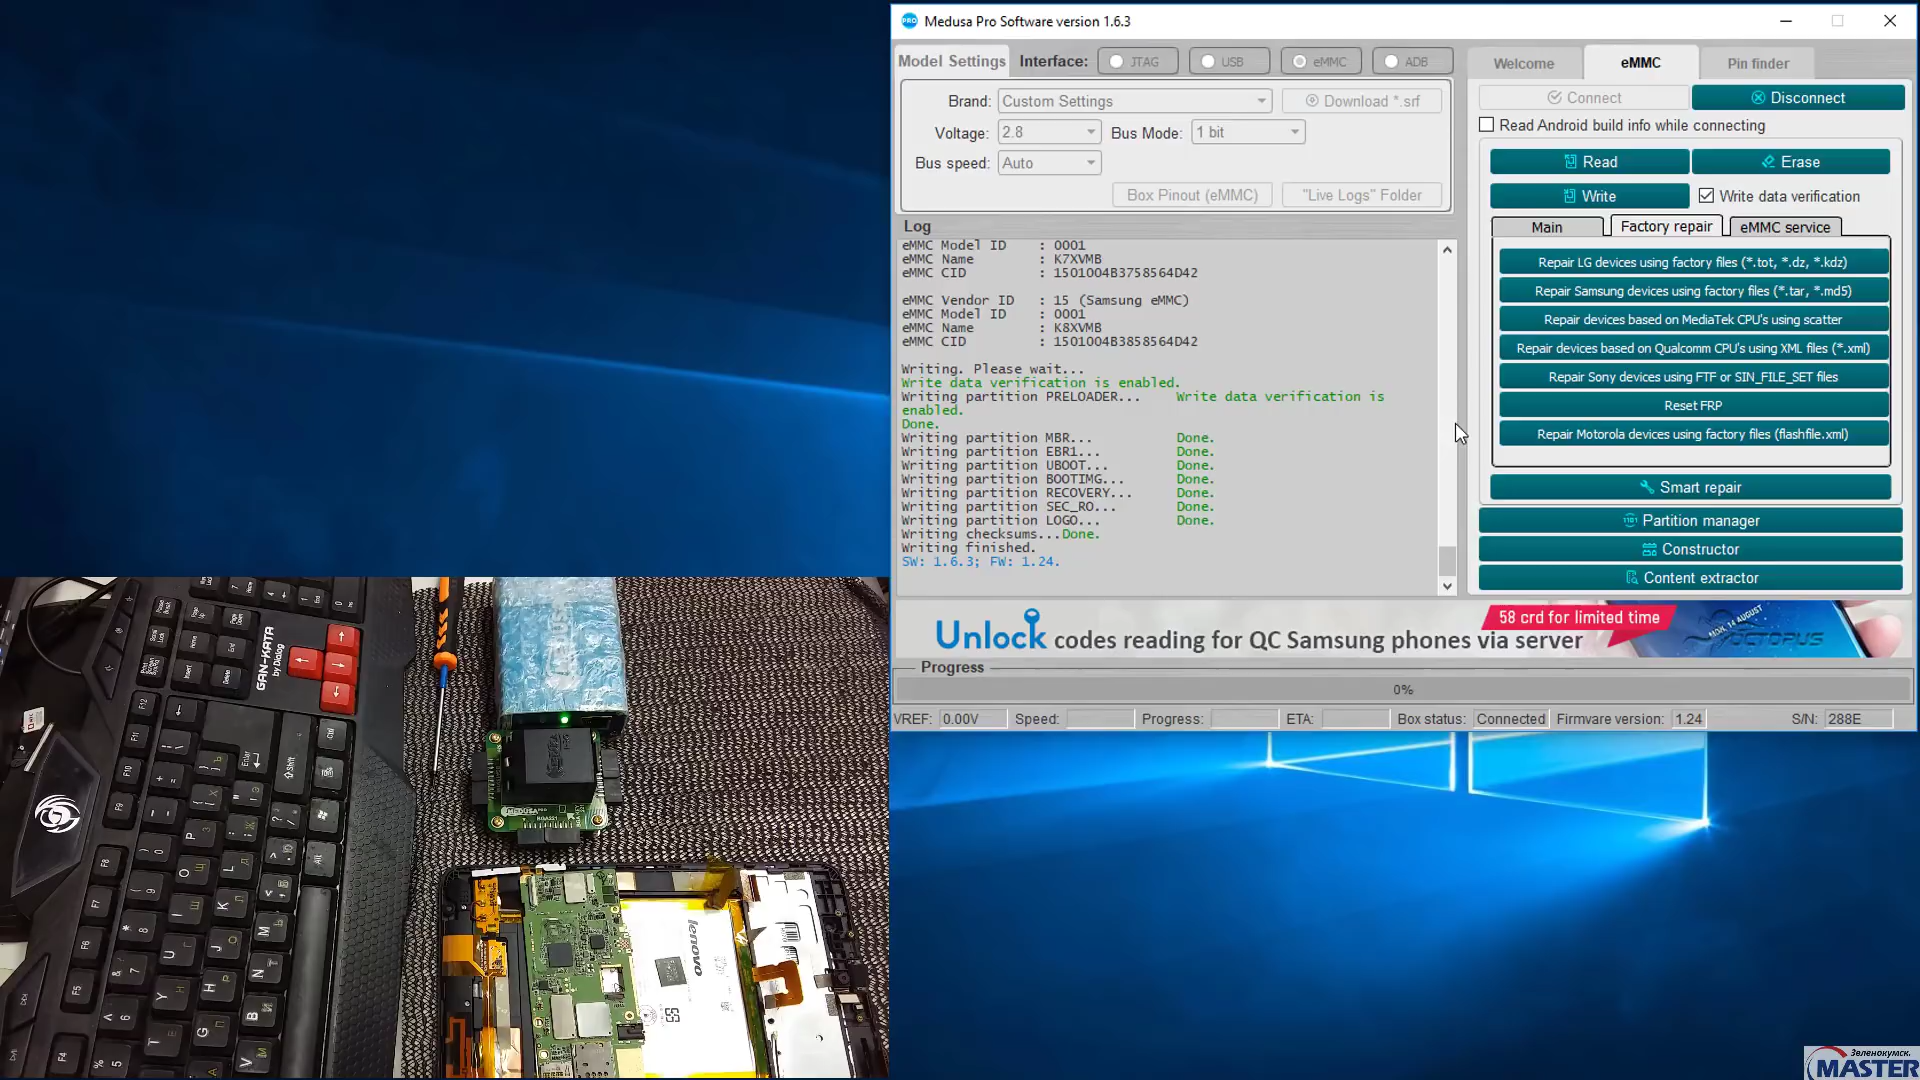 PRO Medusa Pro Software version 1.6.3
Model Settings Interface: JTAG USB eMMC ADB
Brand: Custom Settings Download *.srf
Voltage: 2.8 Bus Mode: 1 bit
Bus speed: Auto
Box Pinout (eMMC) "Live Logs" Folder
Log
eMMC Model ID : 0001
eMMC Name : K7XVMB
eMMC CID : 1501004B3758564D42
eMMC Vendor ID : 15 (Samsung eMMC)
eMMC Model ID : 0001
eMMC Name : K8XVMB
eMMC CID : 1501004B3858564D42
Writing. Please wait...
Write data verification is enabled.
Writing partition PRELOADER... Write data verification is
enabled.
Done.
Writing partition MBR... Done.
Writing partition EBR1... Done.
Writing partition UBOOT... Done.
Writing partition BOOTIMG... Done.
Writing partition RECOVERY... Done.
Writing partition SEC_RO... Done.
Writing partition LOGO... Done.
Writing checksums...Done.
Writing finished.
SW: 1.6.3; FW: 1.24.
Welcome eMMC Pin finder
Connect Disconnect
Read Android build info while connecting
Read Erase
Write Write data verification
Main Factory repair eMMC service
Repair LG devices using factory files (*.tot, *.dz, *.kdz)
Repair Samsung devices using factory files (*.tar, *.md5)
Repair devices based on MediaTek CPU's using scatter
Repair devices based on Qualcomm CPU's using XML files (*.xml)
Repair Sony devices using FTF or SIN_FILE_SET files
Reset FRP
Repair Motorola devices using factory files (flashfile.xml)
Smart repair
Partition manager
Constructor
Content extractor
58 crd for limited time
Unlock codes reading for QC Samsung phones via server
MON, 14 AUGUST
OCTOPUS
Progress
0%
VREF: 0.00V Speed: Progress: ETA: Box status: Connected Firmware version: 1.24 S/N: 288E
GAN-KATA
by Dialog
MEDUSA
lenovo
Зеленокумск.
MASTER